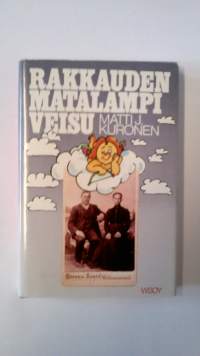 RAKKAUDEN
MATALAMPI
VEISU
MATTI J.
KURONEN
WSOY